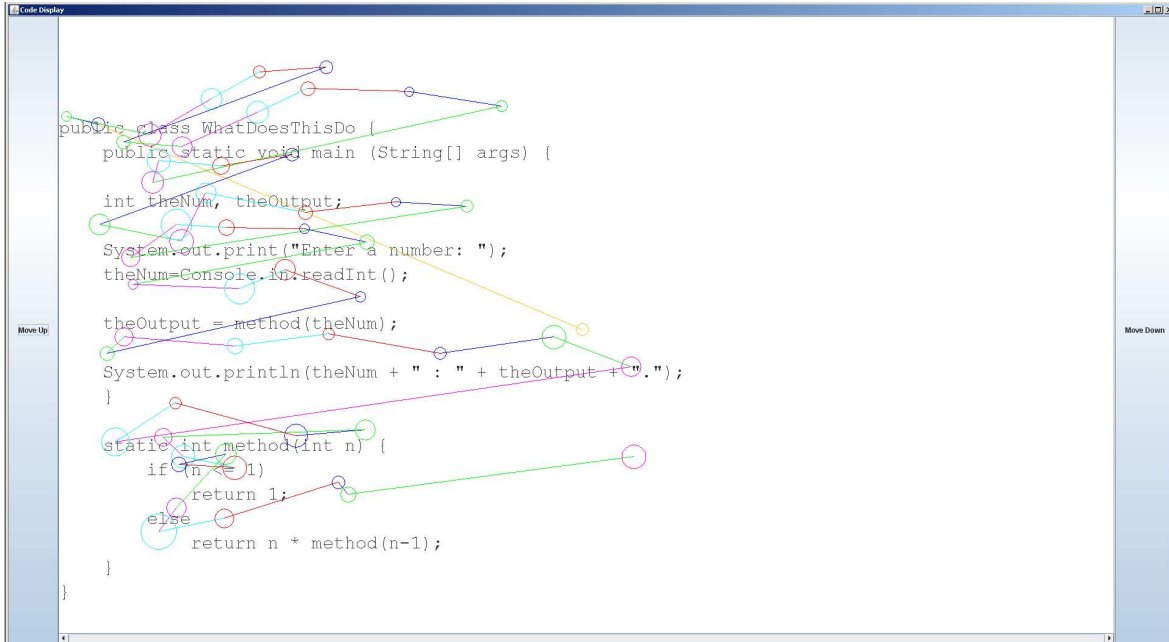 Code Display
public class WhatDoesThisDo {
public static void main (String[] args) {
int theNum, theOutput;
System.out.print("Enter a number: ");
theNum=Console.in.readInt();
Move Up
theOutput = method(theNum);
Move Down
System.out.println(theNum + " : " + theOutput + ".");
}
static int method(int n) {
if (n <= 1)
return 1;
else
return n * method(n-1);
}
}